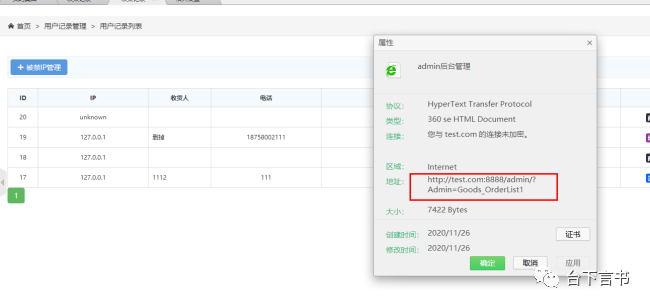 首页 > 用户记录管理 > 用户记录列表
+ 被禁IP管理
ID IP 收货人 电话
20 unknown
19 127.0.0.1 删掉 18758002111
18 127.0.0.1
17 127.0.0.1 1112 111
1
属性
admin后台管理
协议: HyperText Transfer Protocol
类型: 360 se HTML Document
连接: 您与 test.com 的连接未加密。
区域: Internet
地址: http://test.com:8888/admin/?
Admin=Goods_OrderList1
大小: 7422 Bytes
创建时间: 2020/11/26
证书
修改时间: 2020/11/26
确定 取消 应用
台下言书